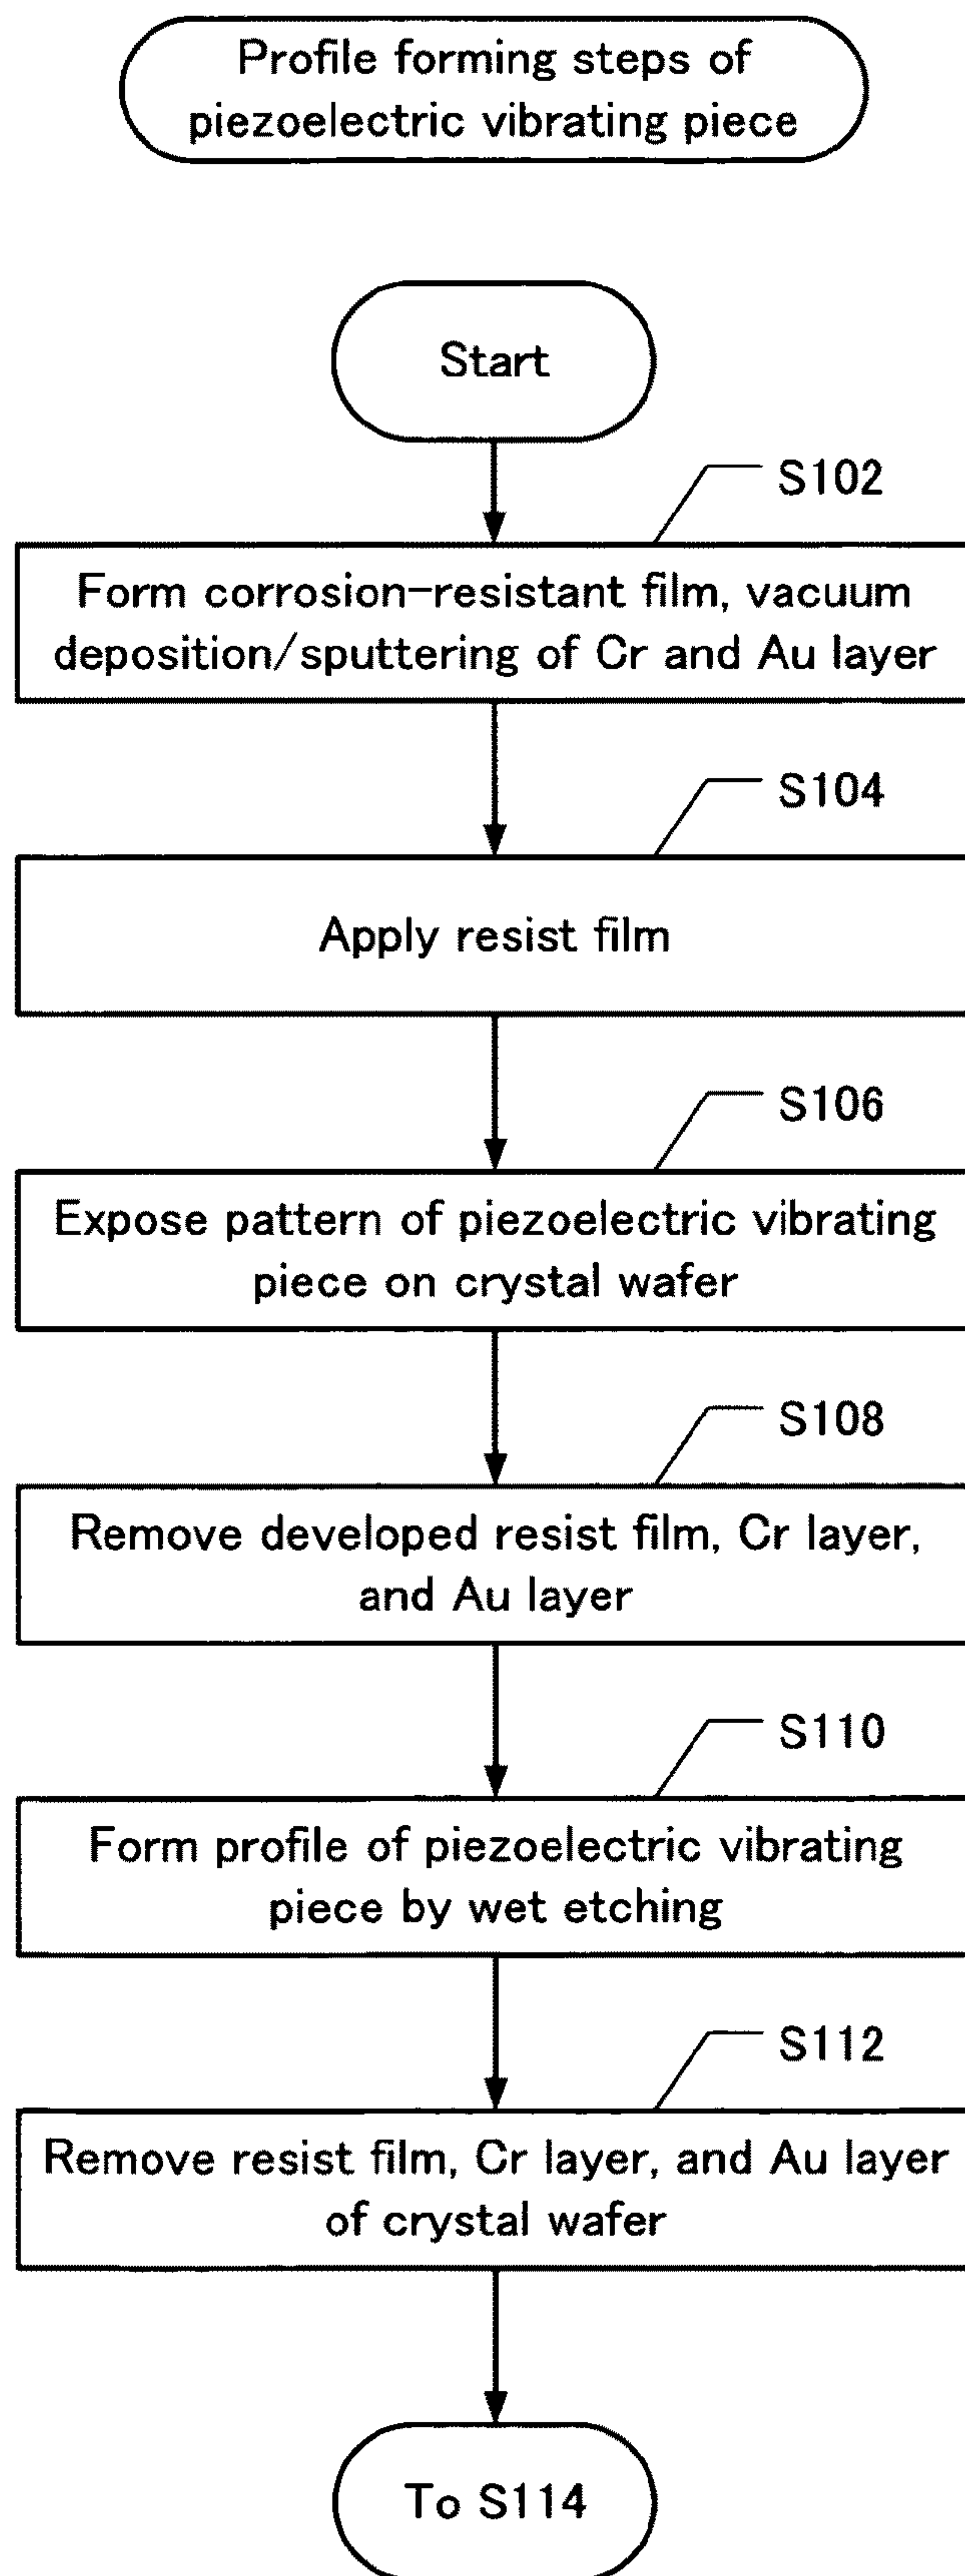 Profile forming steps of
piezoelectric vibrating piece
Start
S102
Form corrosion-resistant film, vacuum
deposition/sputtering of Cr and Au layer
S104
Apply resist film
S106
Expose pattern of piezoelectric vibrating
piece on crystal wafer
S108
Remove developed resist film, Cr layer,
and Au layer
S110
Form profile of piezoelectric vibrating
piece by wet etching
S112
Remove resist film, Cr layer, and Au layer
of crystal wafer
To S114